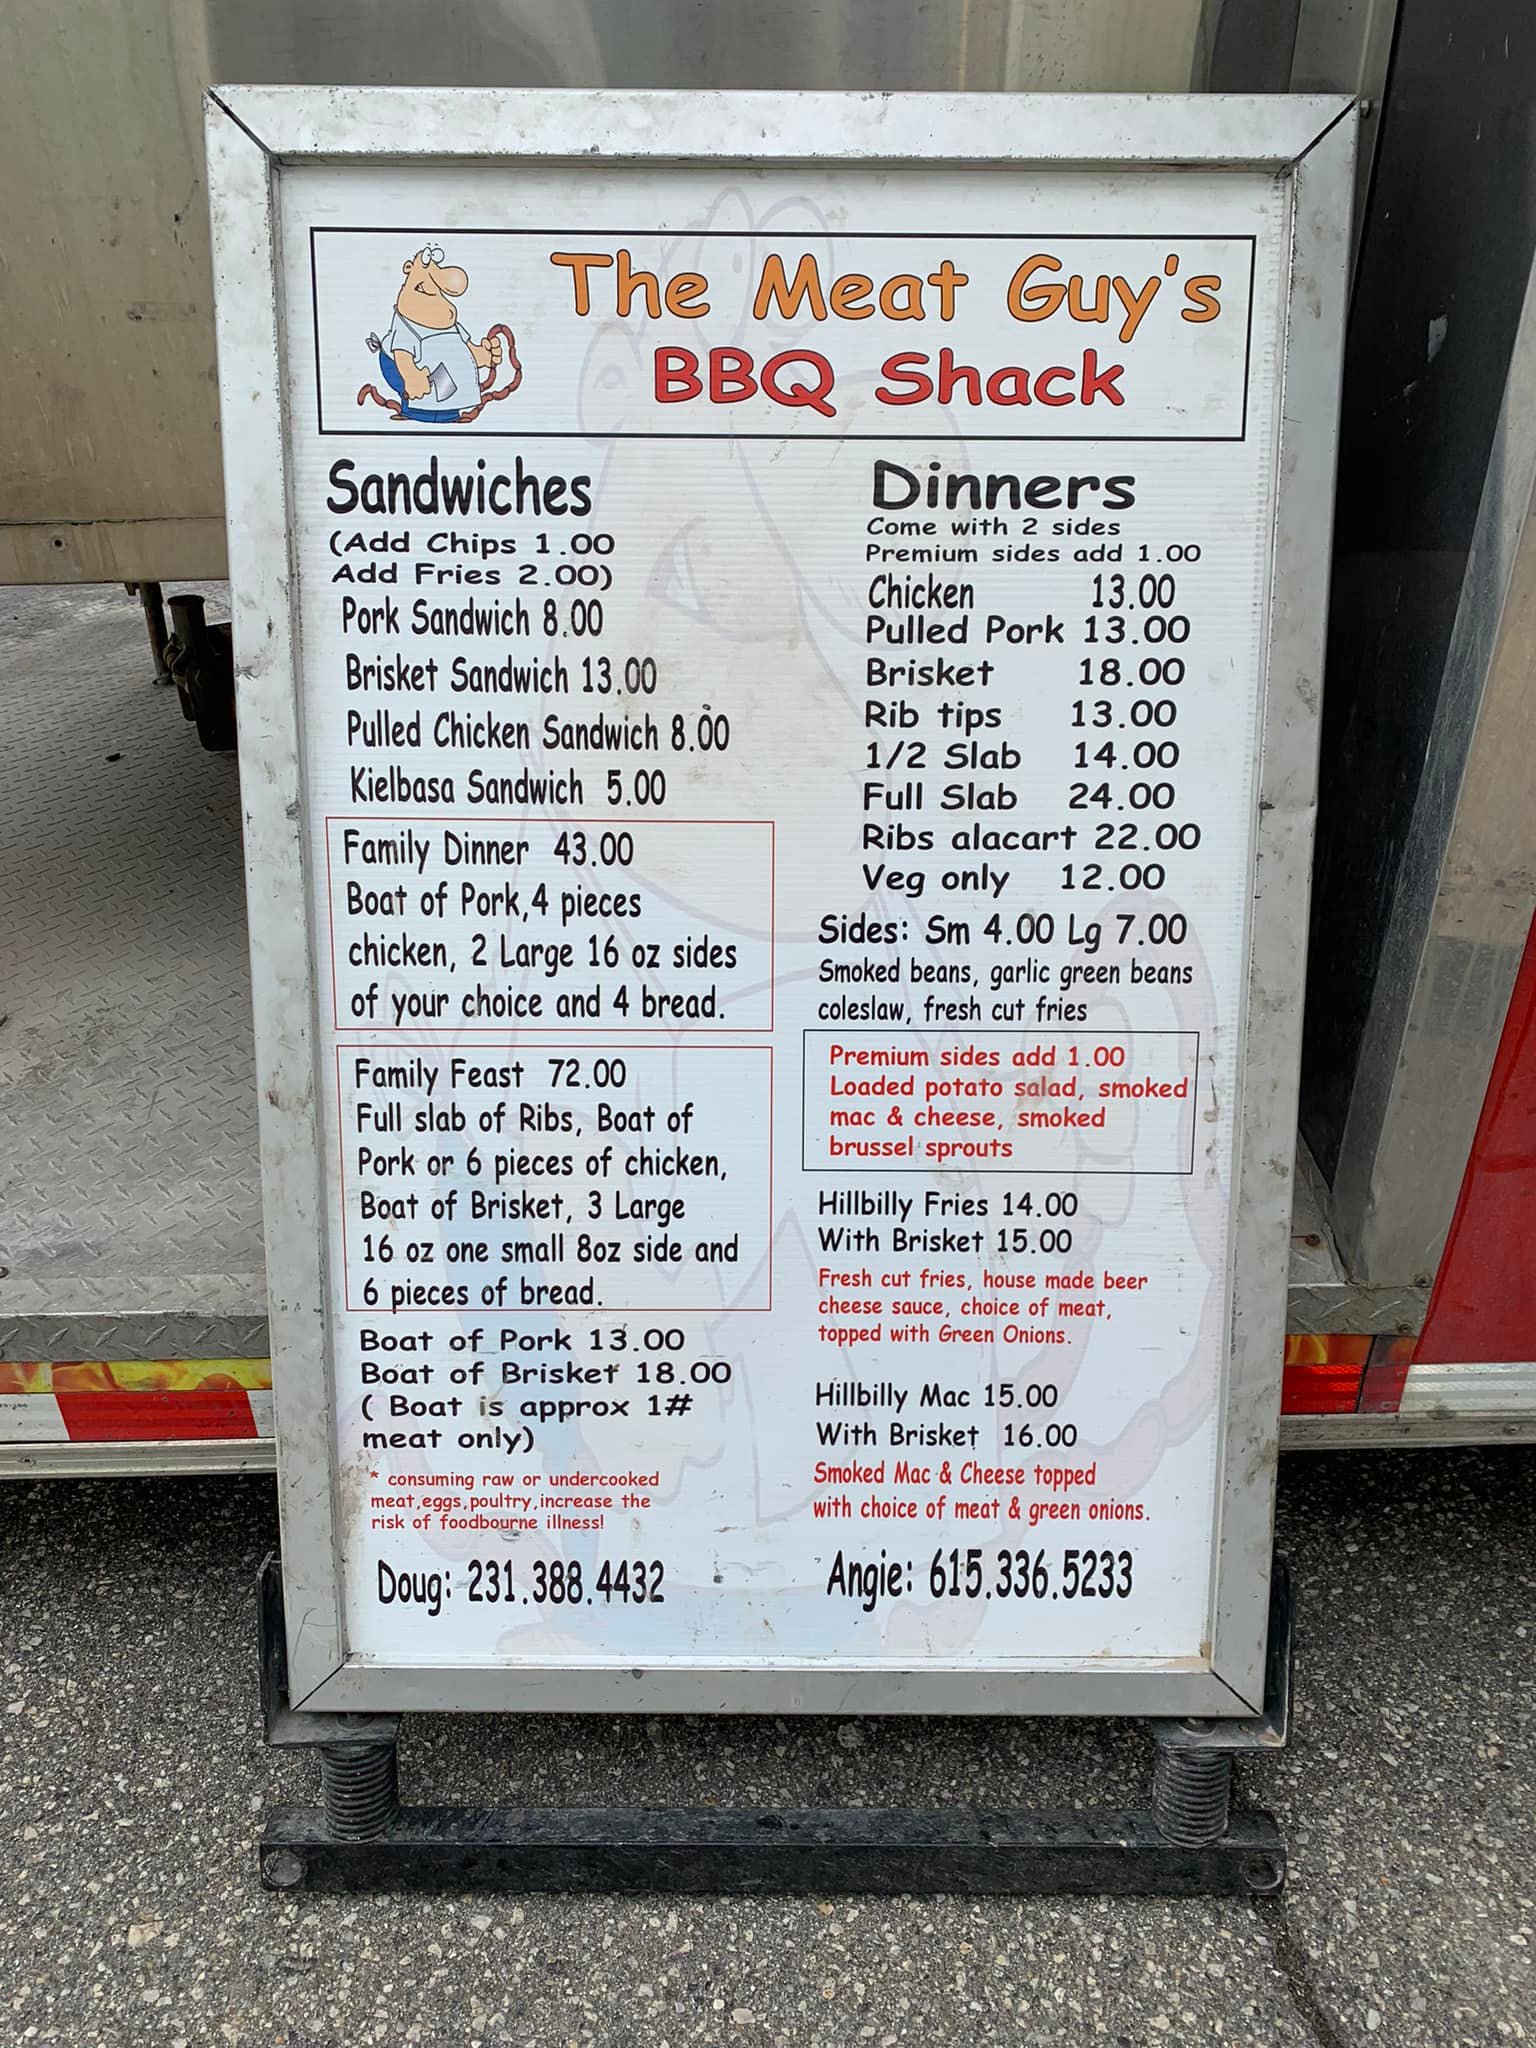 The Meat Guy's
BBQ Shack
Sandwiches
(Add Chips 1.00
Add Fries 2.00)
Pork Sandwich 8.00
Brisket Sandwich 13.00
Pulled Chicken Sandwich 8.00
Kielbasa Sandwich 5.00
Family Dinner 43.00
Boat of Pork,4 pieces
chicken, 2 Large 16 oz sides
of your choice and 4 bread.
Family Feast 72.00
Full slab of Ribs, Boat of
Pork or 6 pieces of chicken,
Boat of Brisket, 3 Large
16 oz one small 8oz side and
6 pieces of bread.
Boat of Pork 13.00
Boat of Brisket 18.00
( Boat is approx 1#
meat only)
* consuming raw or undercooked
meat,eggs,poultry,increase the
risk of foodbourne illness!
Doug: 231.388.4432
Dinners
Come with 2 sides
Premium sides add 1.00
Chicken 13.00
Pulled Pork 13.00
Brisket 18.00
Rib tips 13.00
1/2 Slab 14.00
Full Slab 24.00
Ribs alacart 22.00
Veg only 12.00
Sides: Sm 4.00 Lg 7.00
Smoked beans, garlic green beans
coleslaw, fresh cut fries
Premium sides add 1.00
Loaded potato salad, smoked
mac & cheese, smoked
brussel sprouts
Hillbilly Fries 14.00
With Brisket 15.00
Fresh cut fries, house made beer
cheese sauce, choice of meat,
topped with Green Onions.
Hillbilly Mac 15.00
With Brisket 16.00
Smoked Mac & Cheese topped
with choice of meat & green onions.
Angie: 615.336.5233